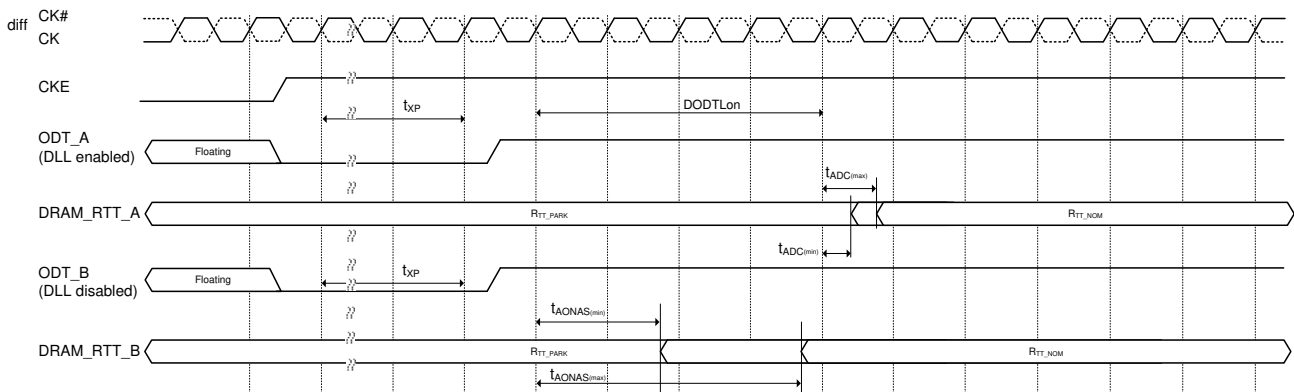 diff CK#
CK
CKE
tXP
DODTLon
ODT_A
(DLL enabled)
Floating
tADC(max)
DRAM_RTT_A
RTT_PARK
RTT_NOM
tADC(min)
ODT_B
(DLL disabled)
Floating
tXP
tAONAS(min)
DRAM_RTT_B
RTT_PARK
RTT_NOM
tAONAS(max)